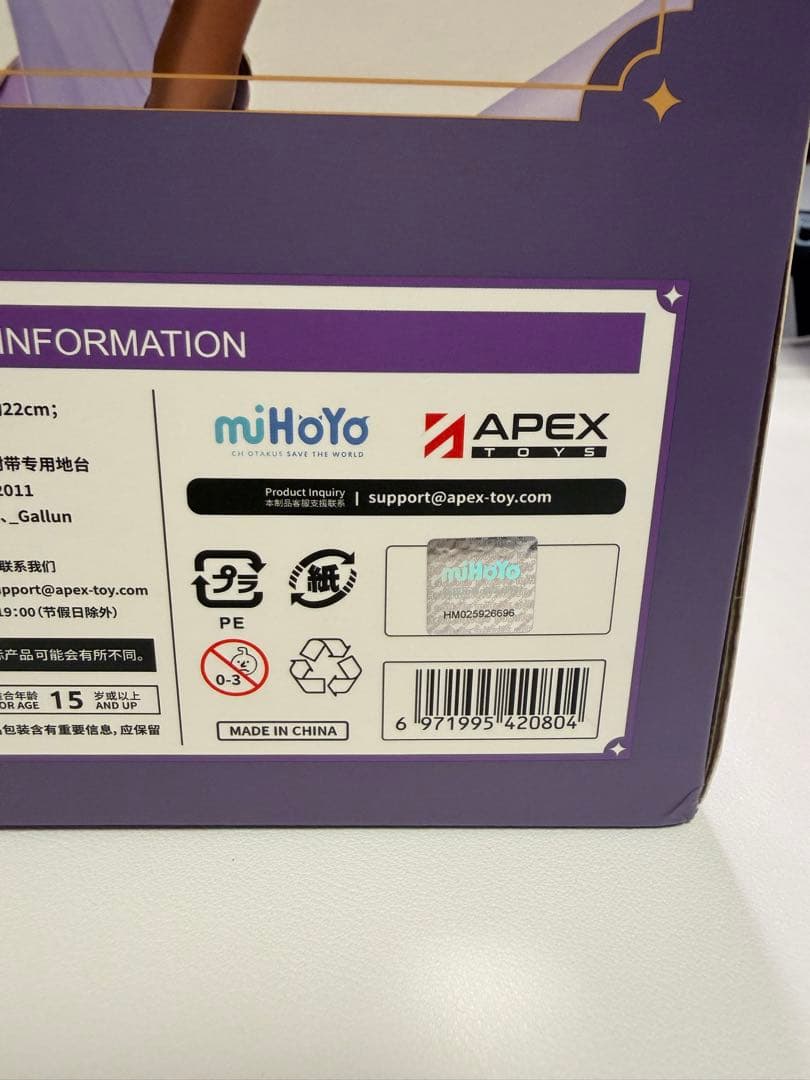 INFORMATION
22cm;
带专用地台
2011
、_Gallun
联系我们
pport@apex-toy.com
19:00(节假日除外)
产品可能会有所不同。
合年龄
OR AGE
15
岁或以上
AND UP
包装含有重要信息,应保留
miHoYo
CH OTAKUS SAVE THE WORLD
APEX
TOYS
Product Inquiry
本制品客服支援联系
| support@apex-toy.com
プラ
PE
紙
0-3
MADE IN CHINA
miHoYo
HM025926696
6 971995 420804